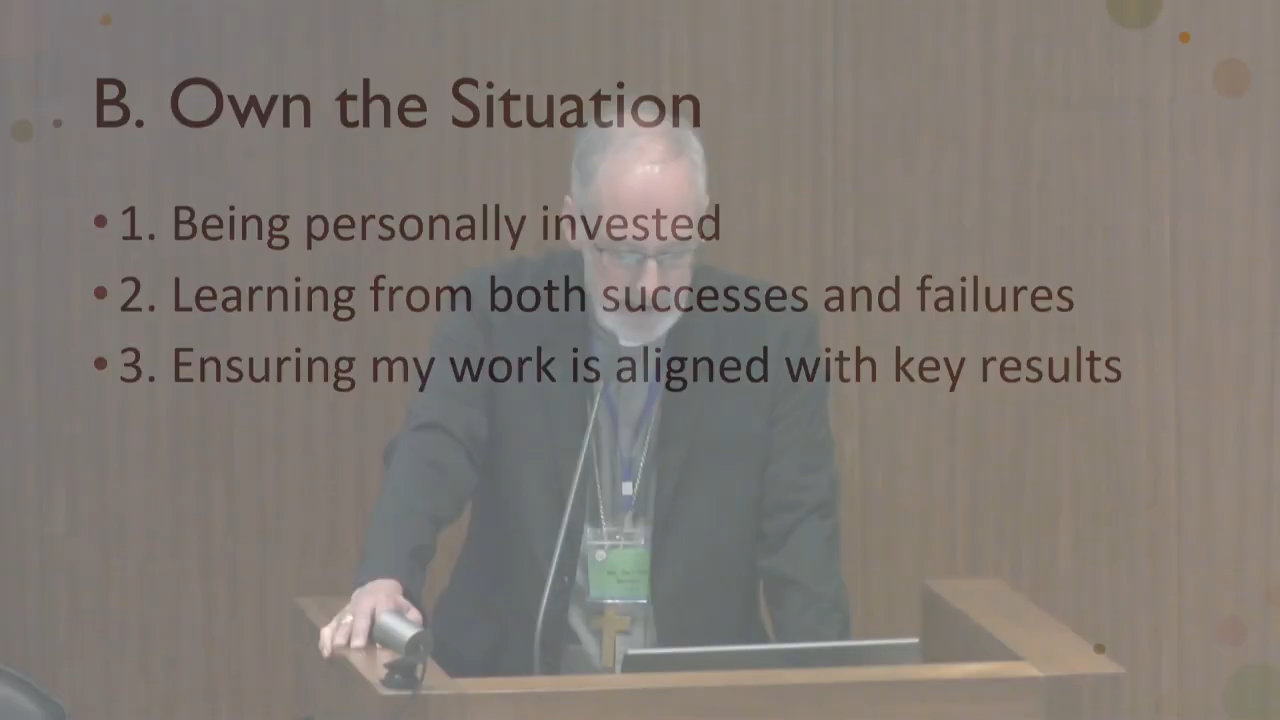 B. Own the Situation
• 1. Being personally invested
• 2. Learning from both successes and failures
• 3. Ensuring my work is aligned with key results